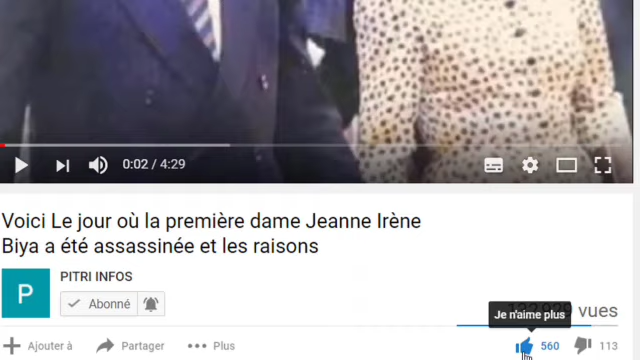 0:02 / 4:29
Voici Le jour où la première dame Jeanne Irène
Biya a été assassinée et les raisons
P
PITRI INFOS
Abonné
Je n'aime plus
vues
Ajouter à
Partager
Plus
560
113